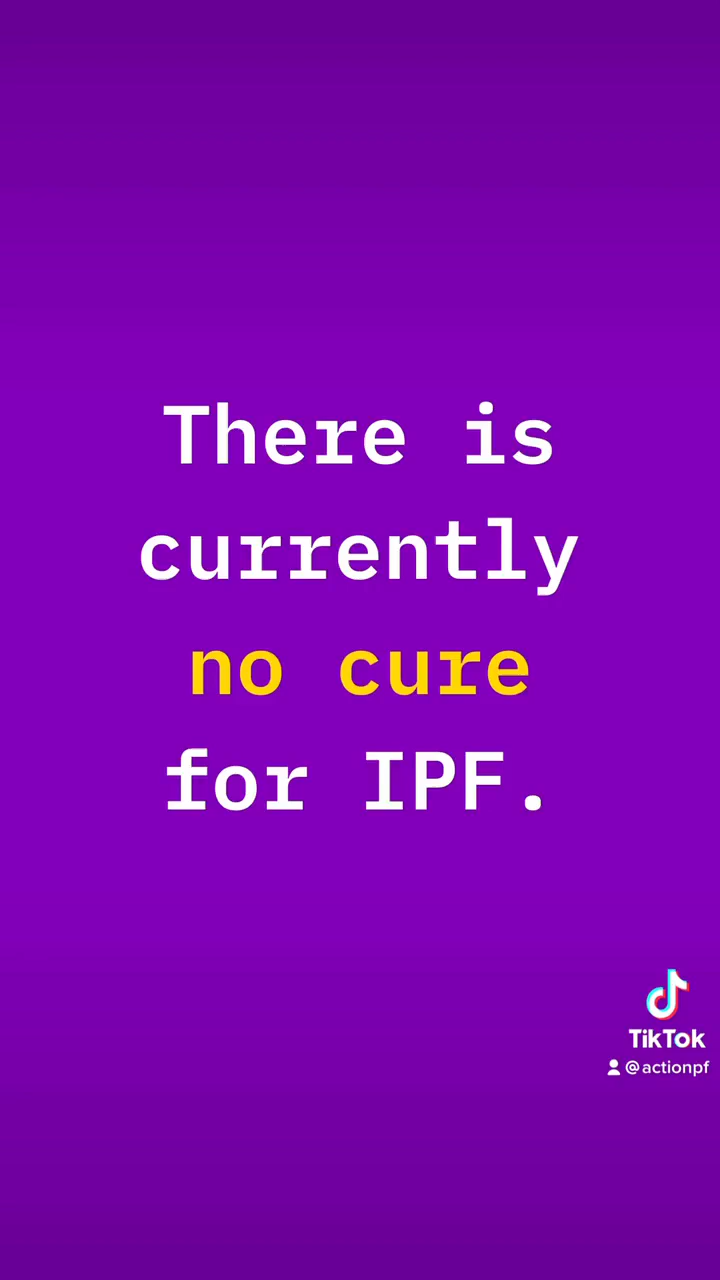 There is
currently
no cure
for IPF.
TikTok
@actionpf